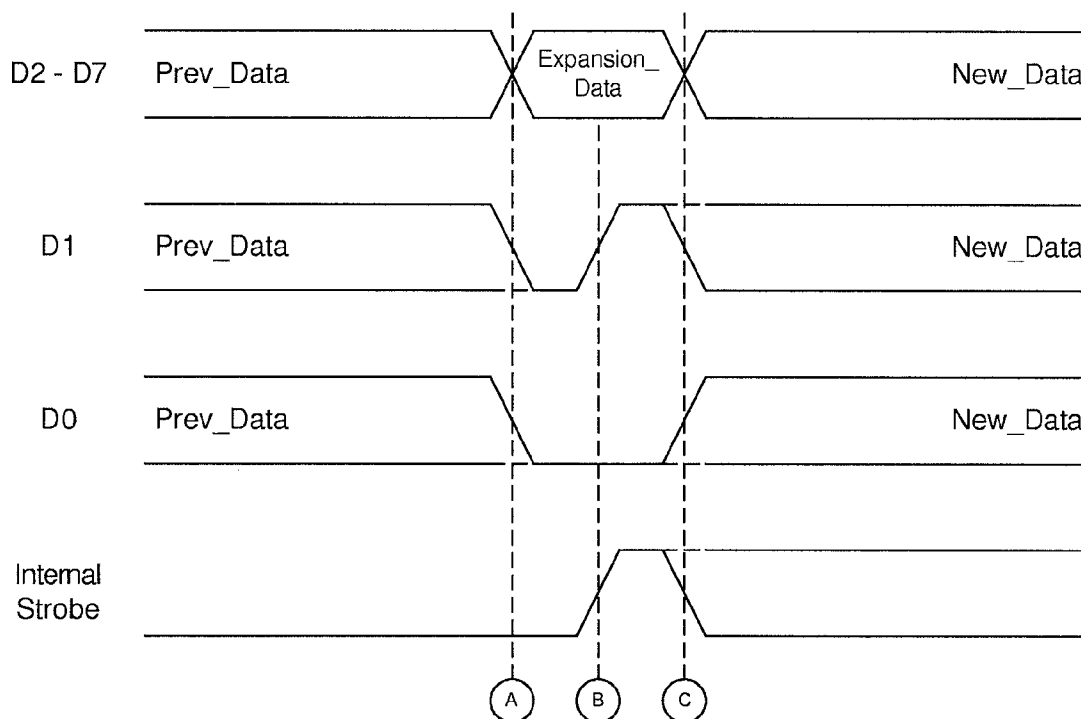 D2 - D7
Prev_Data
Expansion_
Data
New_Data
D1
Prev_Data
New_Data
D0
Prev_Data
New_Data
Internal
Strobe
A
B
C